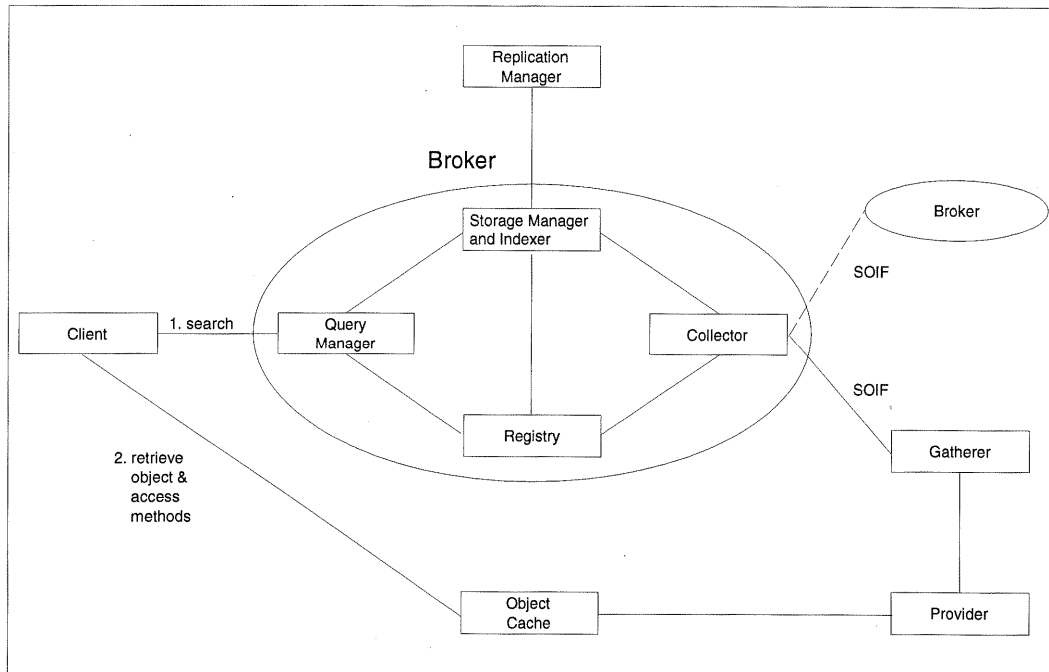 Replication
Manager
Broker
Storage Manager
and Indexer
Broker
SOIF
Client
1. search
Query
Manager
Collector
SOIF
Registry
Gatherer
2. retrieve
object &
access
methods
Object
Cache
Provider